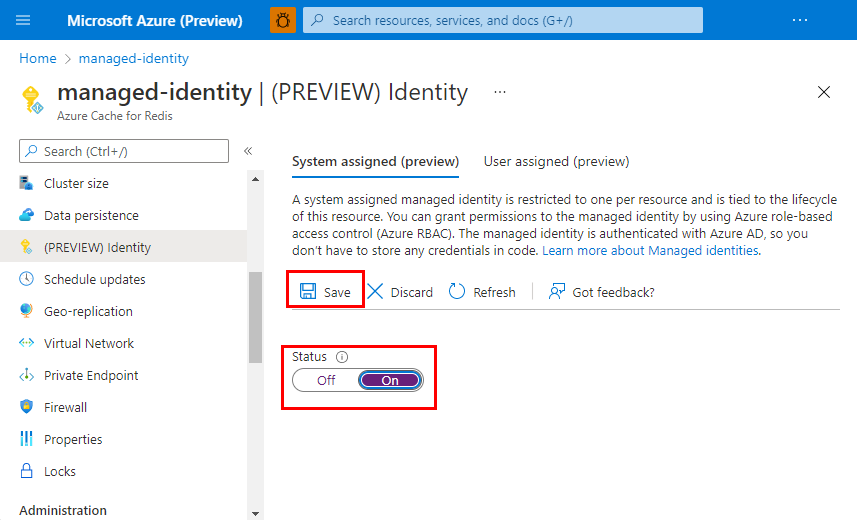 Microsoft Azure (Preview)
Search resources, services, and docs (G+/)
...
Home > managed-identity
managed-identity | (PREVIEW) Identity ...
Azure Cache for Redis
Search (Ctrl+/)
«
Cluster size
Data persistence
(PREVIEW) Identity
Schedule updates
Geo-replication
Virtual Network
Private Endpoint
Firewall
Properties
Locks
Administration
System assigned (preview) User assigned (preview)
A system assigned managed identity is restricted to one per resource and is tied to the lifecycle
of this resource. You can grant permissions to the managed identity by using Azure role-based
access control (Azure RBAC). The managed identity is authenticated with Azure AD, so you
don't have to store any credentials in code. Learn more about Managed identities.
Save Discard Refresh Got feedback?
Status
Off On